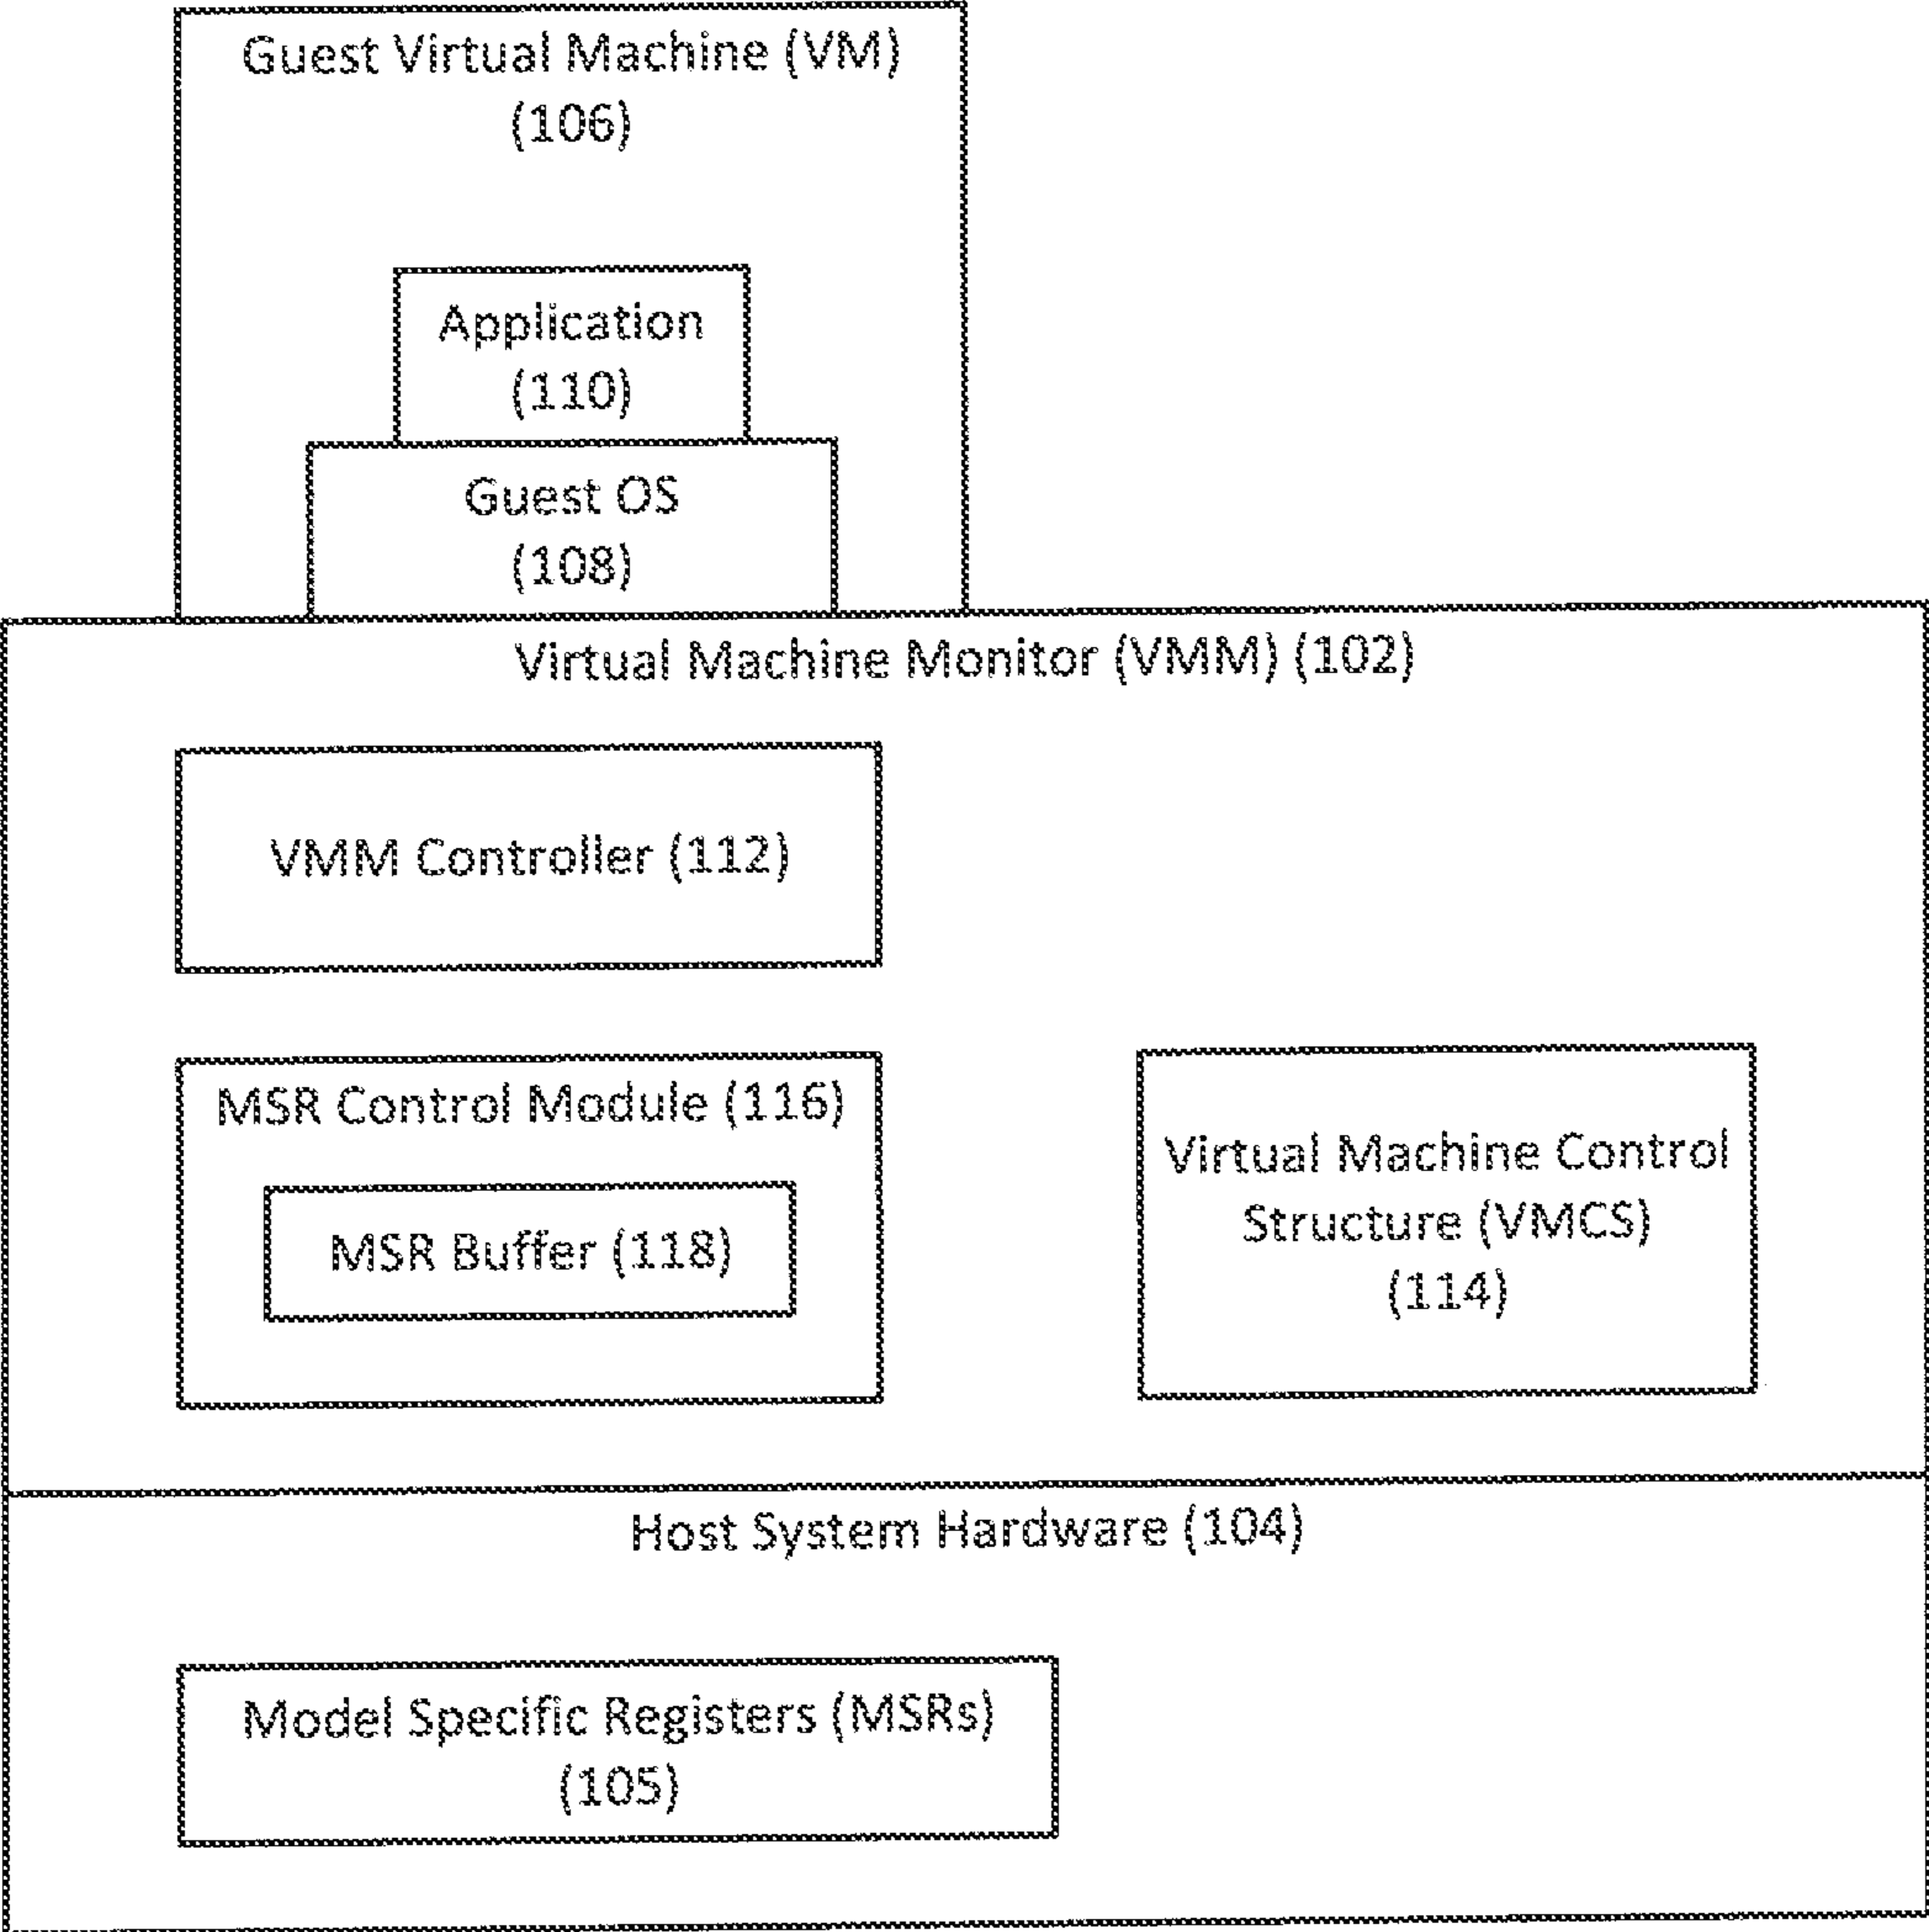 Guest Virtual Machine (VM)
(106)
Application
(110)
Guest OS
(108)
Virtual Machine Monitor (VMM) (102)
VMM Controller (112)
MSR Control Module (116)
MSR Buffer (118)
Virtual Machine Control
Structure (VMCS)
(114)
Host System Hardware (104)
Model Specific Registers (MSRs)
(105)